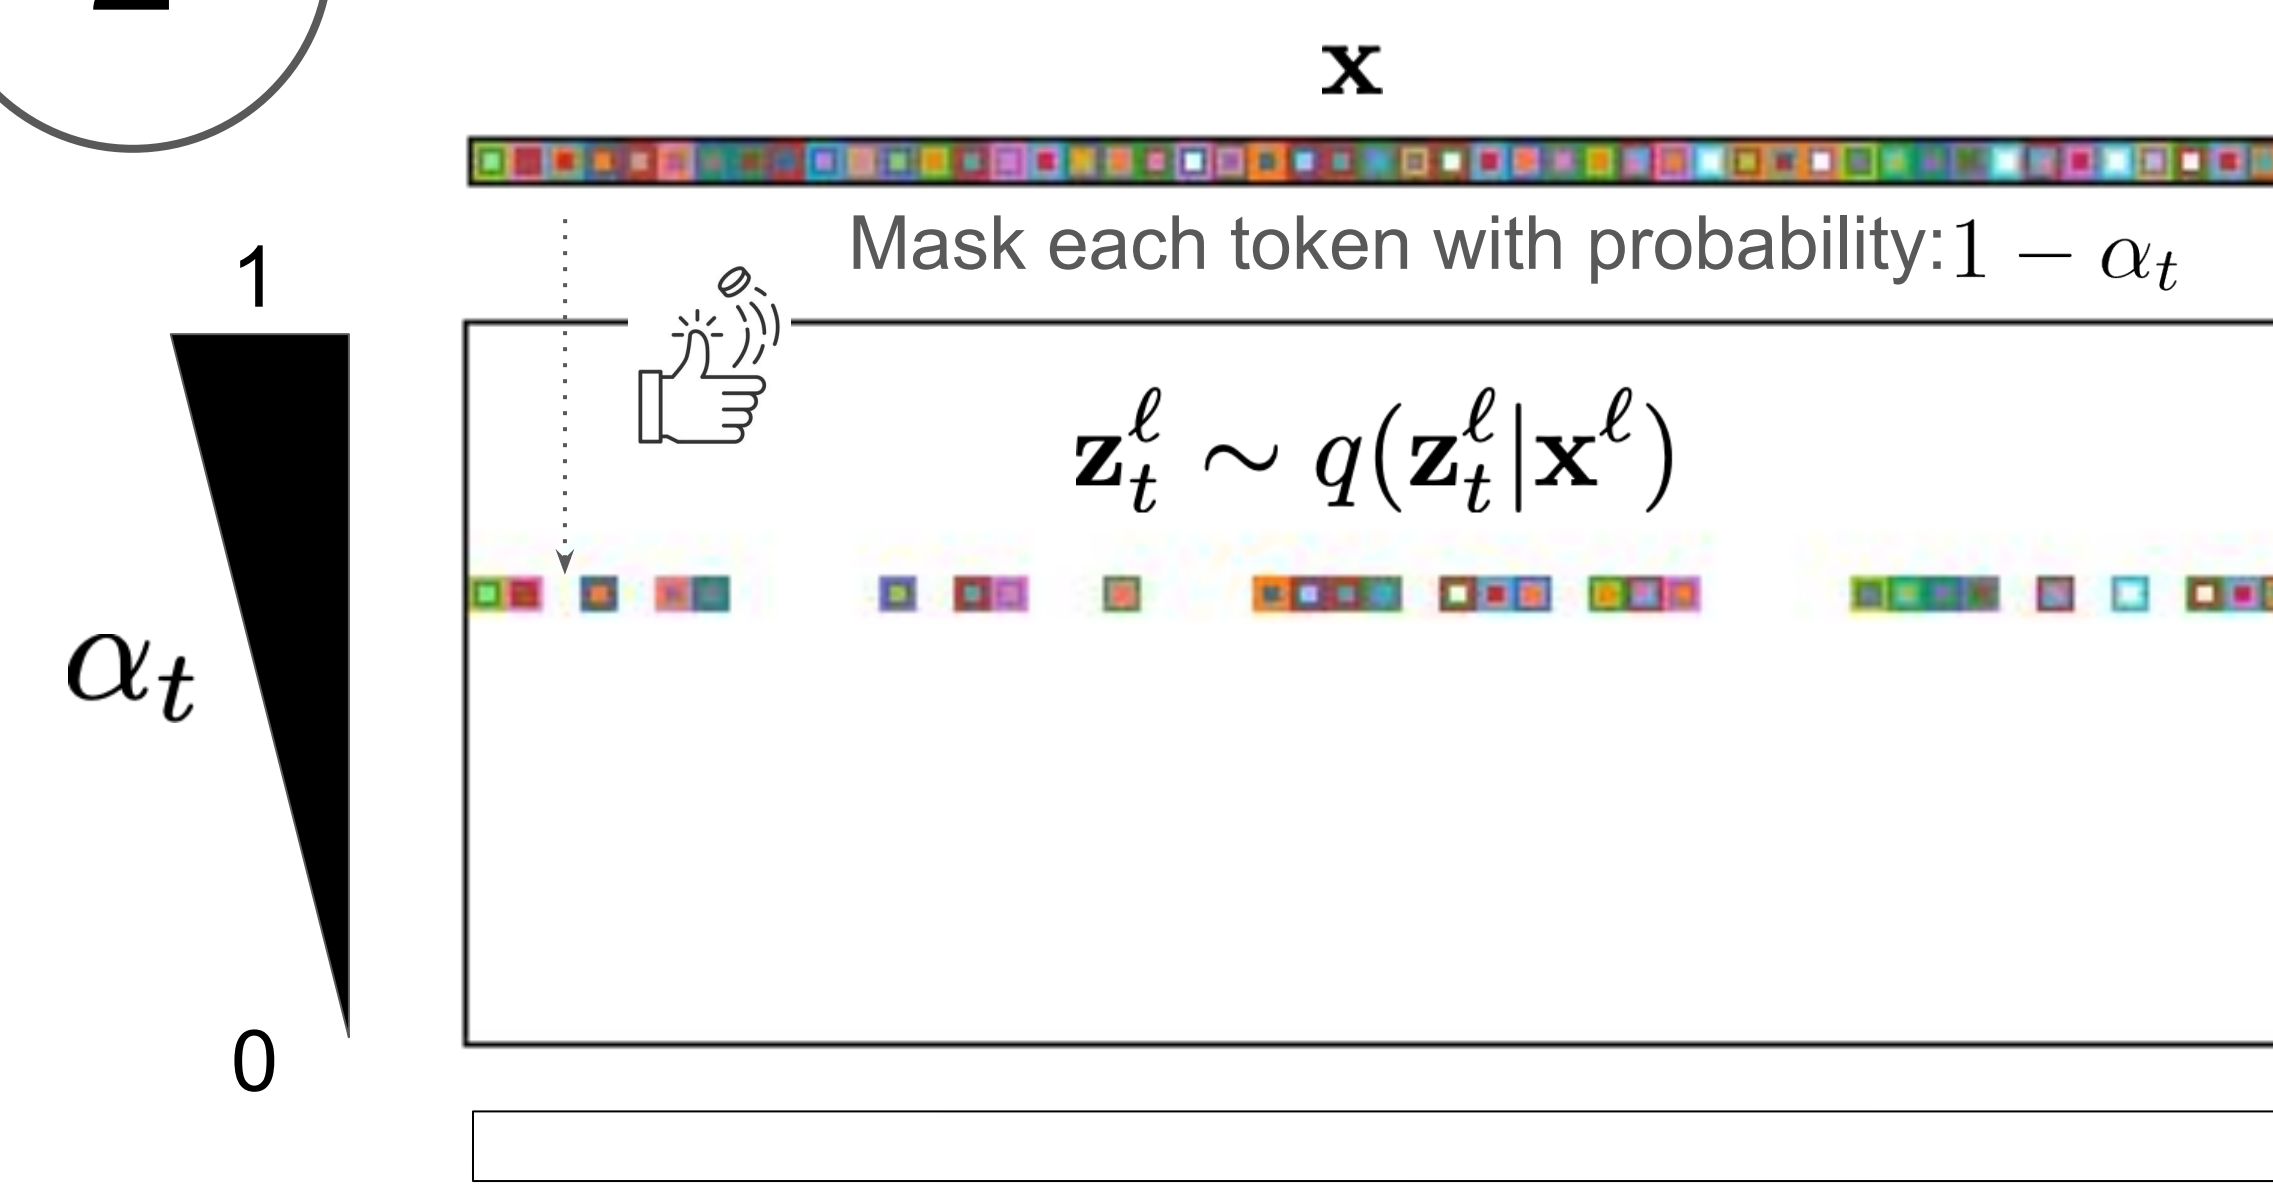 x
Mask each token with probability: 1 − α_t
1
z_t^ℓ ∼ q(z_t^ℓ|x^ℓ)
α_t
0